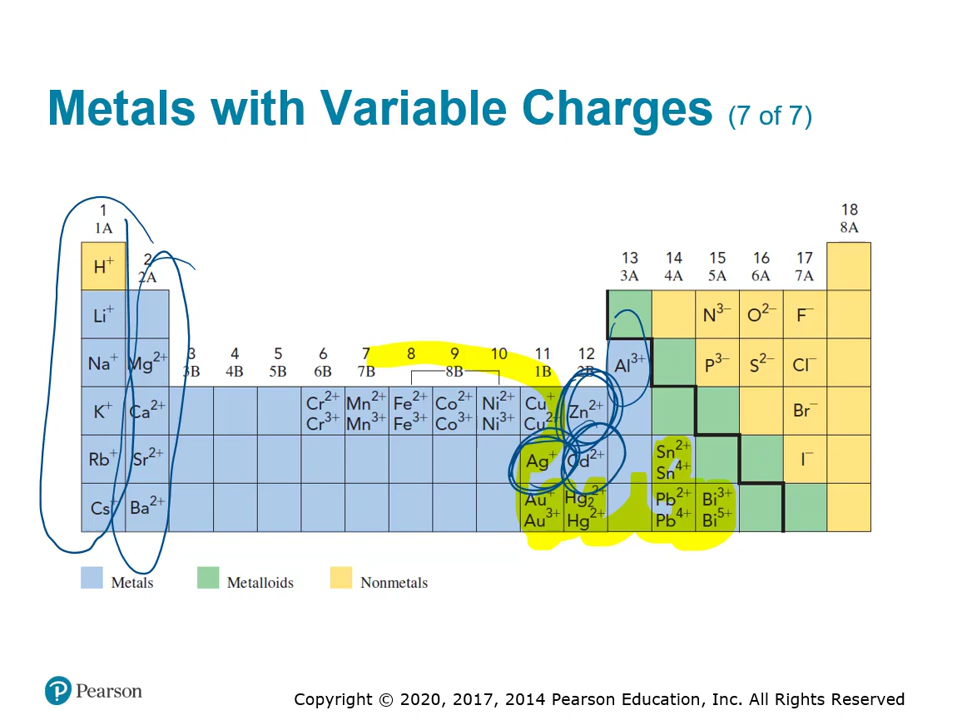 Metals with Variable Charges (7 of 7)
1 18
1A 8A
H⁺ 2 13 14 15 16 17
2A 3A 4A 5A 6A 7A
Li⁺ N³⁻ O²⁻ F⁻
3 4 5 6 7 8 9 10 11 12
Na⁺ Mg²⁺ 3B 4B 5B 6B 7B 8B 1B 2B Al³⁺ P³⁻ S²⁻ Cl⁻
K⁺ Ca²⁺ Cr²⁺ Mn²⁺ Fe²⁺ Co²⁺ Ni²⁺ Cu⁺ Zn²⁺ Br⁻
Cr³⁺ Mn³⁺ Fe³⁺ Co³⁺ Ni³⁺ Cu²⁺
Rb⁺ Sr²⁺ Ag⁺ Cd²⁺ Sn²⁺ I⁻
Sn⁴⁺
Cs⁺ Ba²⁺ Au⁺ Hg₂²⁺ Pb²⁺ Bi³⁺
Au³⁺ Hg²⁺ Pb⁴⁺ Bi⁵⁺
Metals Metalloids Nonmetals
P Pearson
Copyright © 2020, 2017, 2014 Pearson Education, Inc. All Rights Reserved